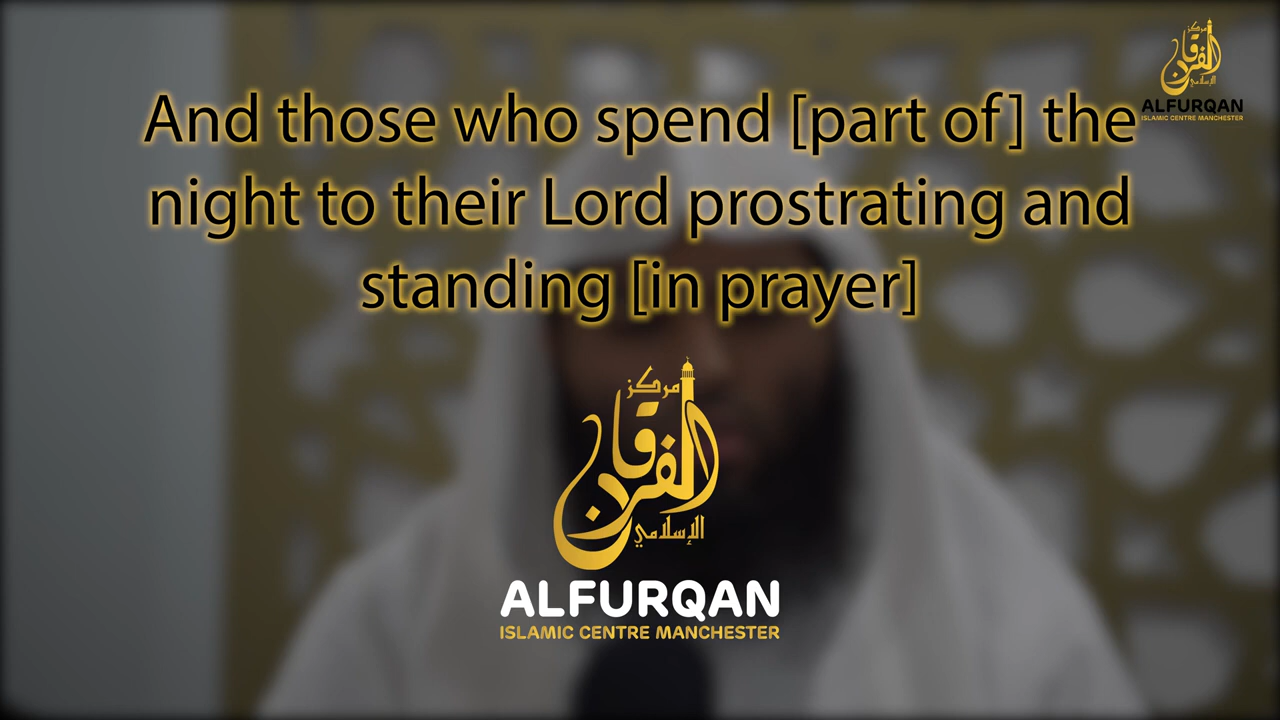 And those who spend [part of] the
night to their Lord prostrating and
standing [in prayer]
مركز
الفرقان
الإسلامي
ALFURQAN
ISLAMIC CENTRE MANCHESTER
مركز
الفرقان
الإسلامي
ALFURQAN
ISLAMIC CENTRE MANCHESTER